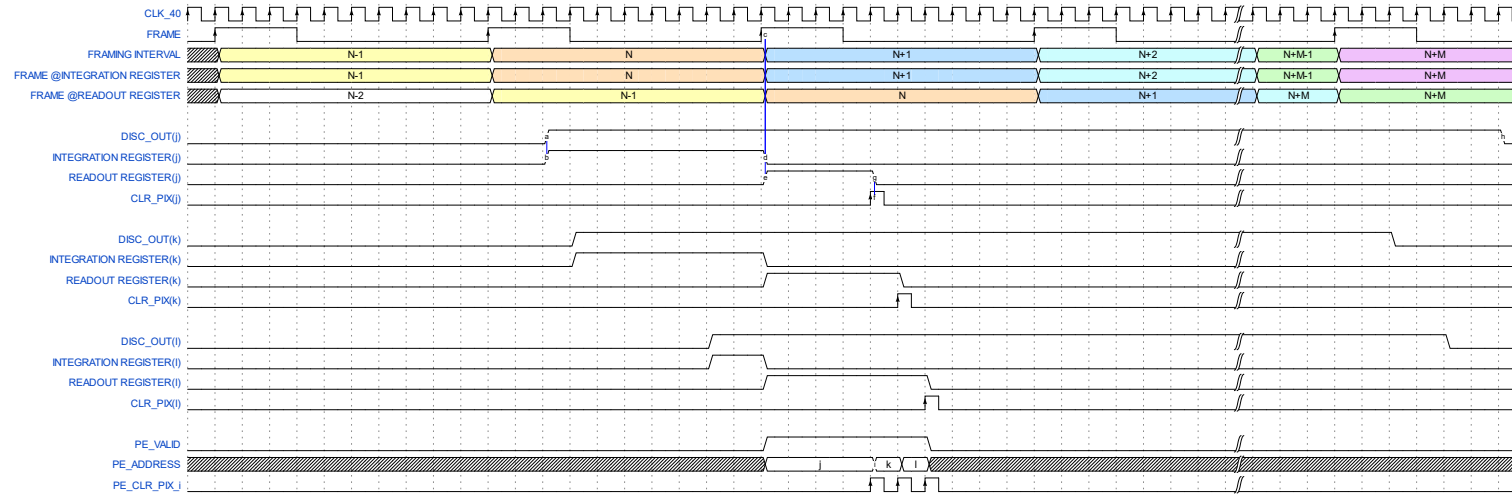 CLK_40
FRAME c
FRAMING INTERVAL N-1 N N+1 N+2 N+M-1 N+M
FRAME @INTEGRATION REGISTER N-1 N N+1 N+2 N+M-1 N+M
FRAME @READOUT REGISTER N-2 N-1 N N+1 N+M N+M
DISC_OUT(j) a h
INTEGRATION REGISTER(j) b d
READOUT REGISTER(j) e g
CLR_PIX(j) f
DISC_OUT(k)
INTEGRATION REGISTER(k)
READOUT REGISTER(k)
CLR_PIX(k)
DISC_OUT(l)
INTEGRATION REGISTER(l)
READOUT REGISTER(l)
CLR_PIX(l)
PE_VALID
PE_ADDRESS j k l
PE_CLR_PIX_i